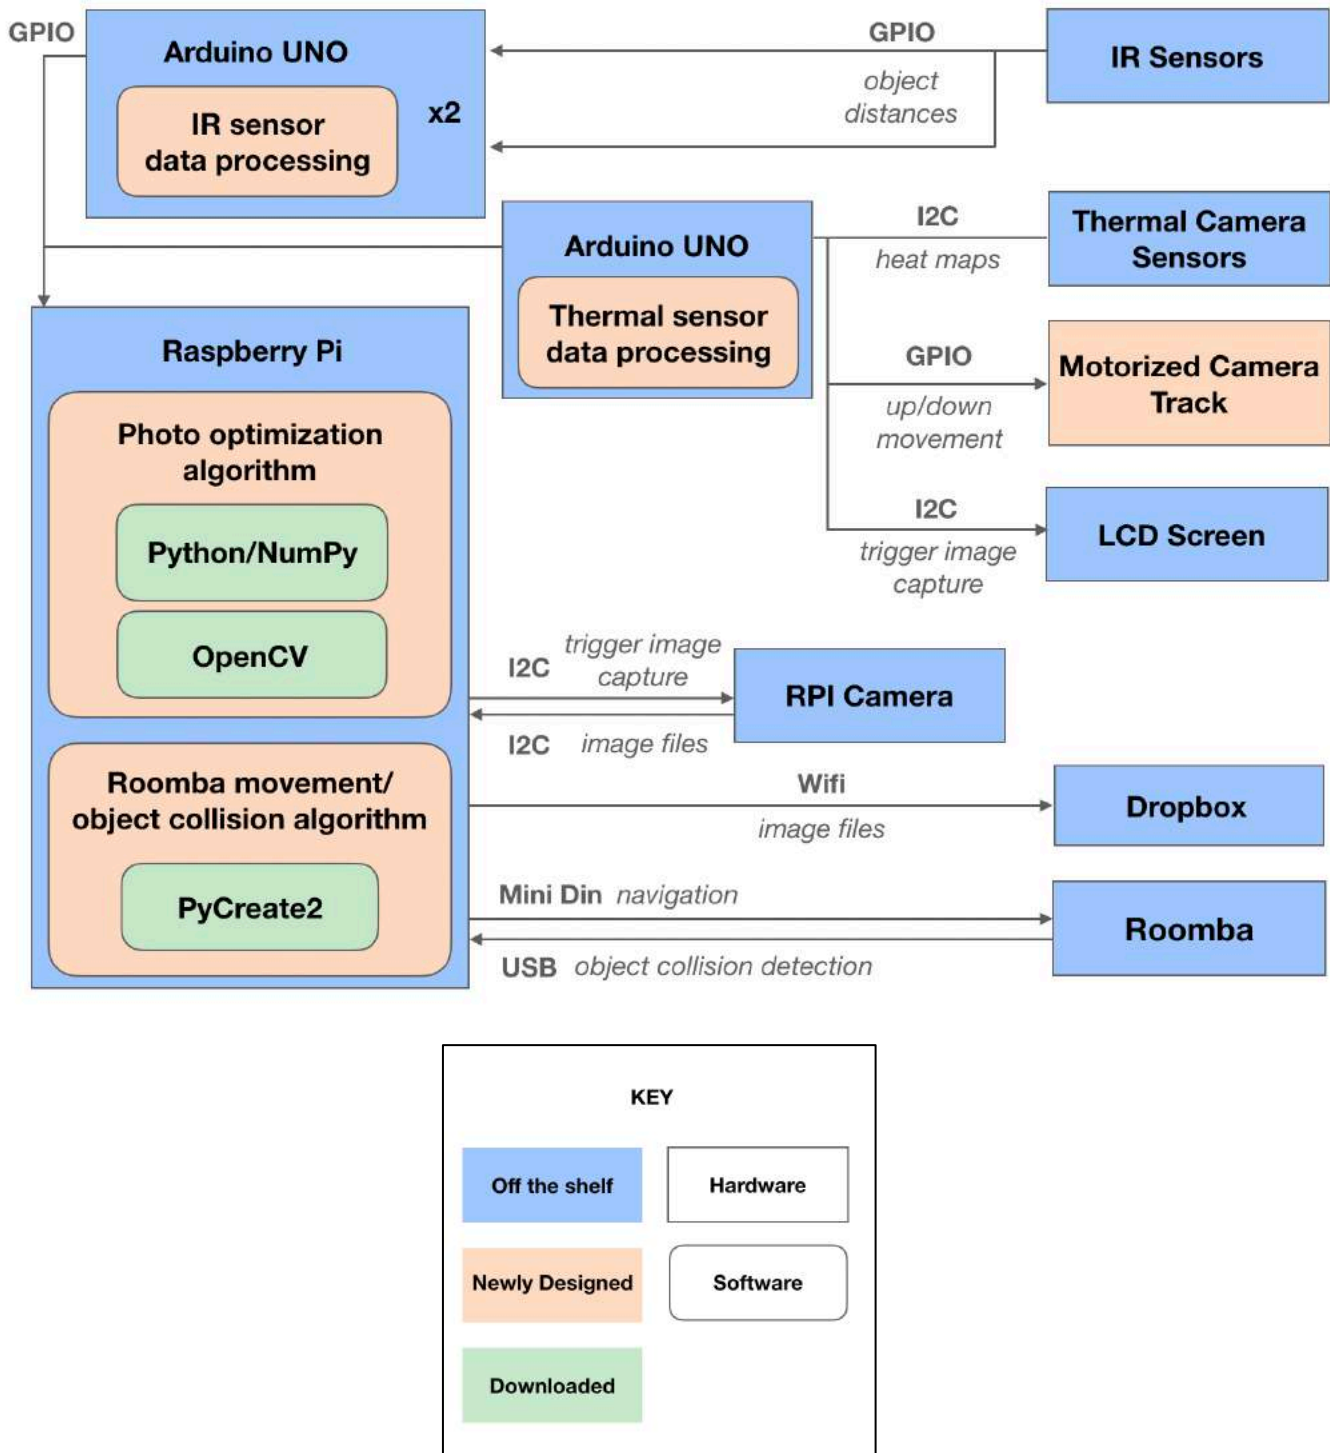 GPIO
Arduino UNO
IR sensor
data processing
x2
GPIO
object
distances
IR Sensors
Arduino UNO
Thermal sensor
data processing
I2C
heat maps
Thermal Camera
Sensors
GPIO
up/down
movement
Motorized Camera
Track
I2C
trigger image
capture
LCD Screen
Raspberry Pi
Photo optimization
algorithm
Python/NumPy
OpenCV
Roomba movement/
object collision algorithm
PyCreate2
I2C
trigger image
capture
I2C image files
RPI Camera
Wifi
image files
Dropbox
Mini Din navigation
USB object collision detection
Roomba
KEY
Off the shelf
Hardware
Newly Designed
Software
Downloaded